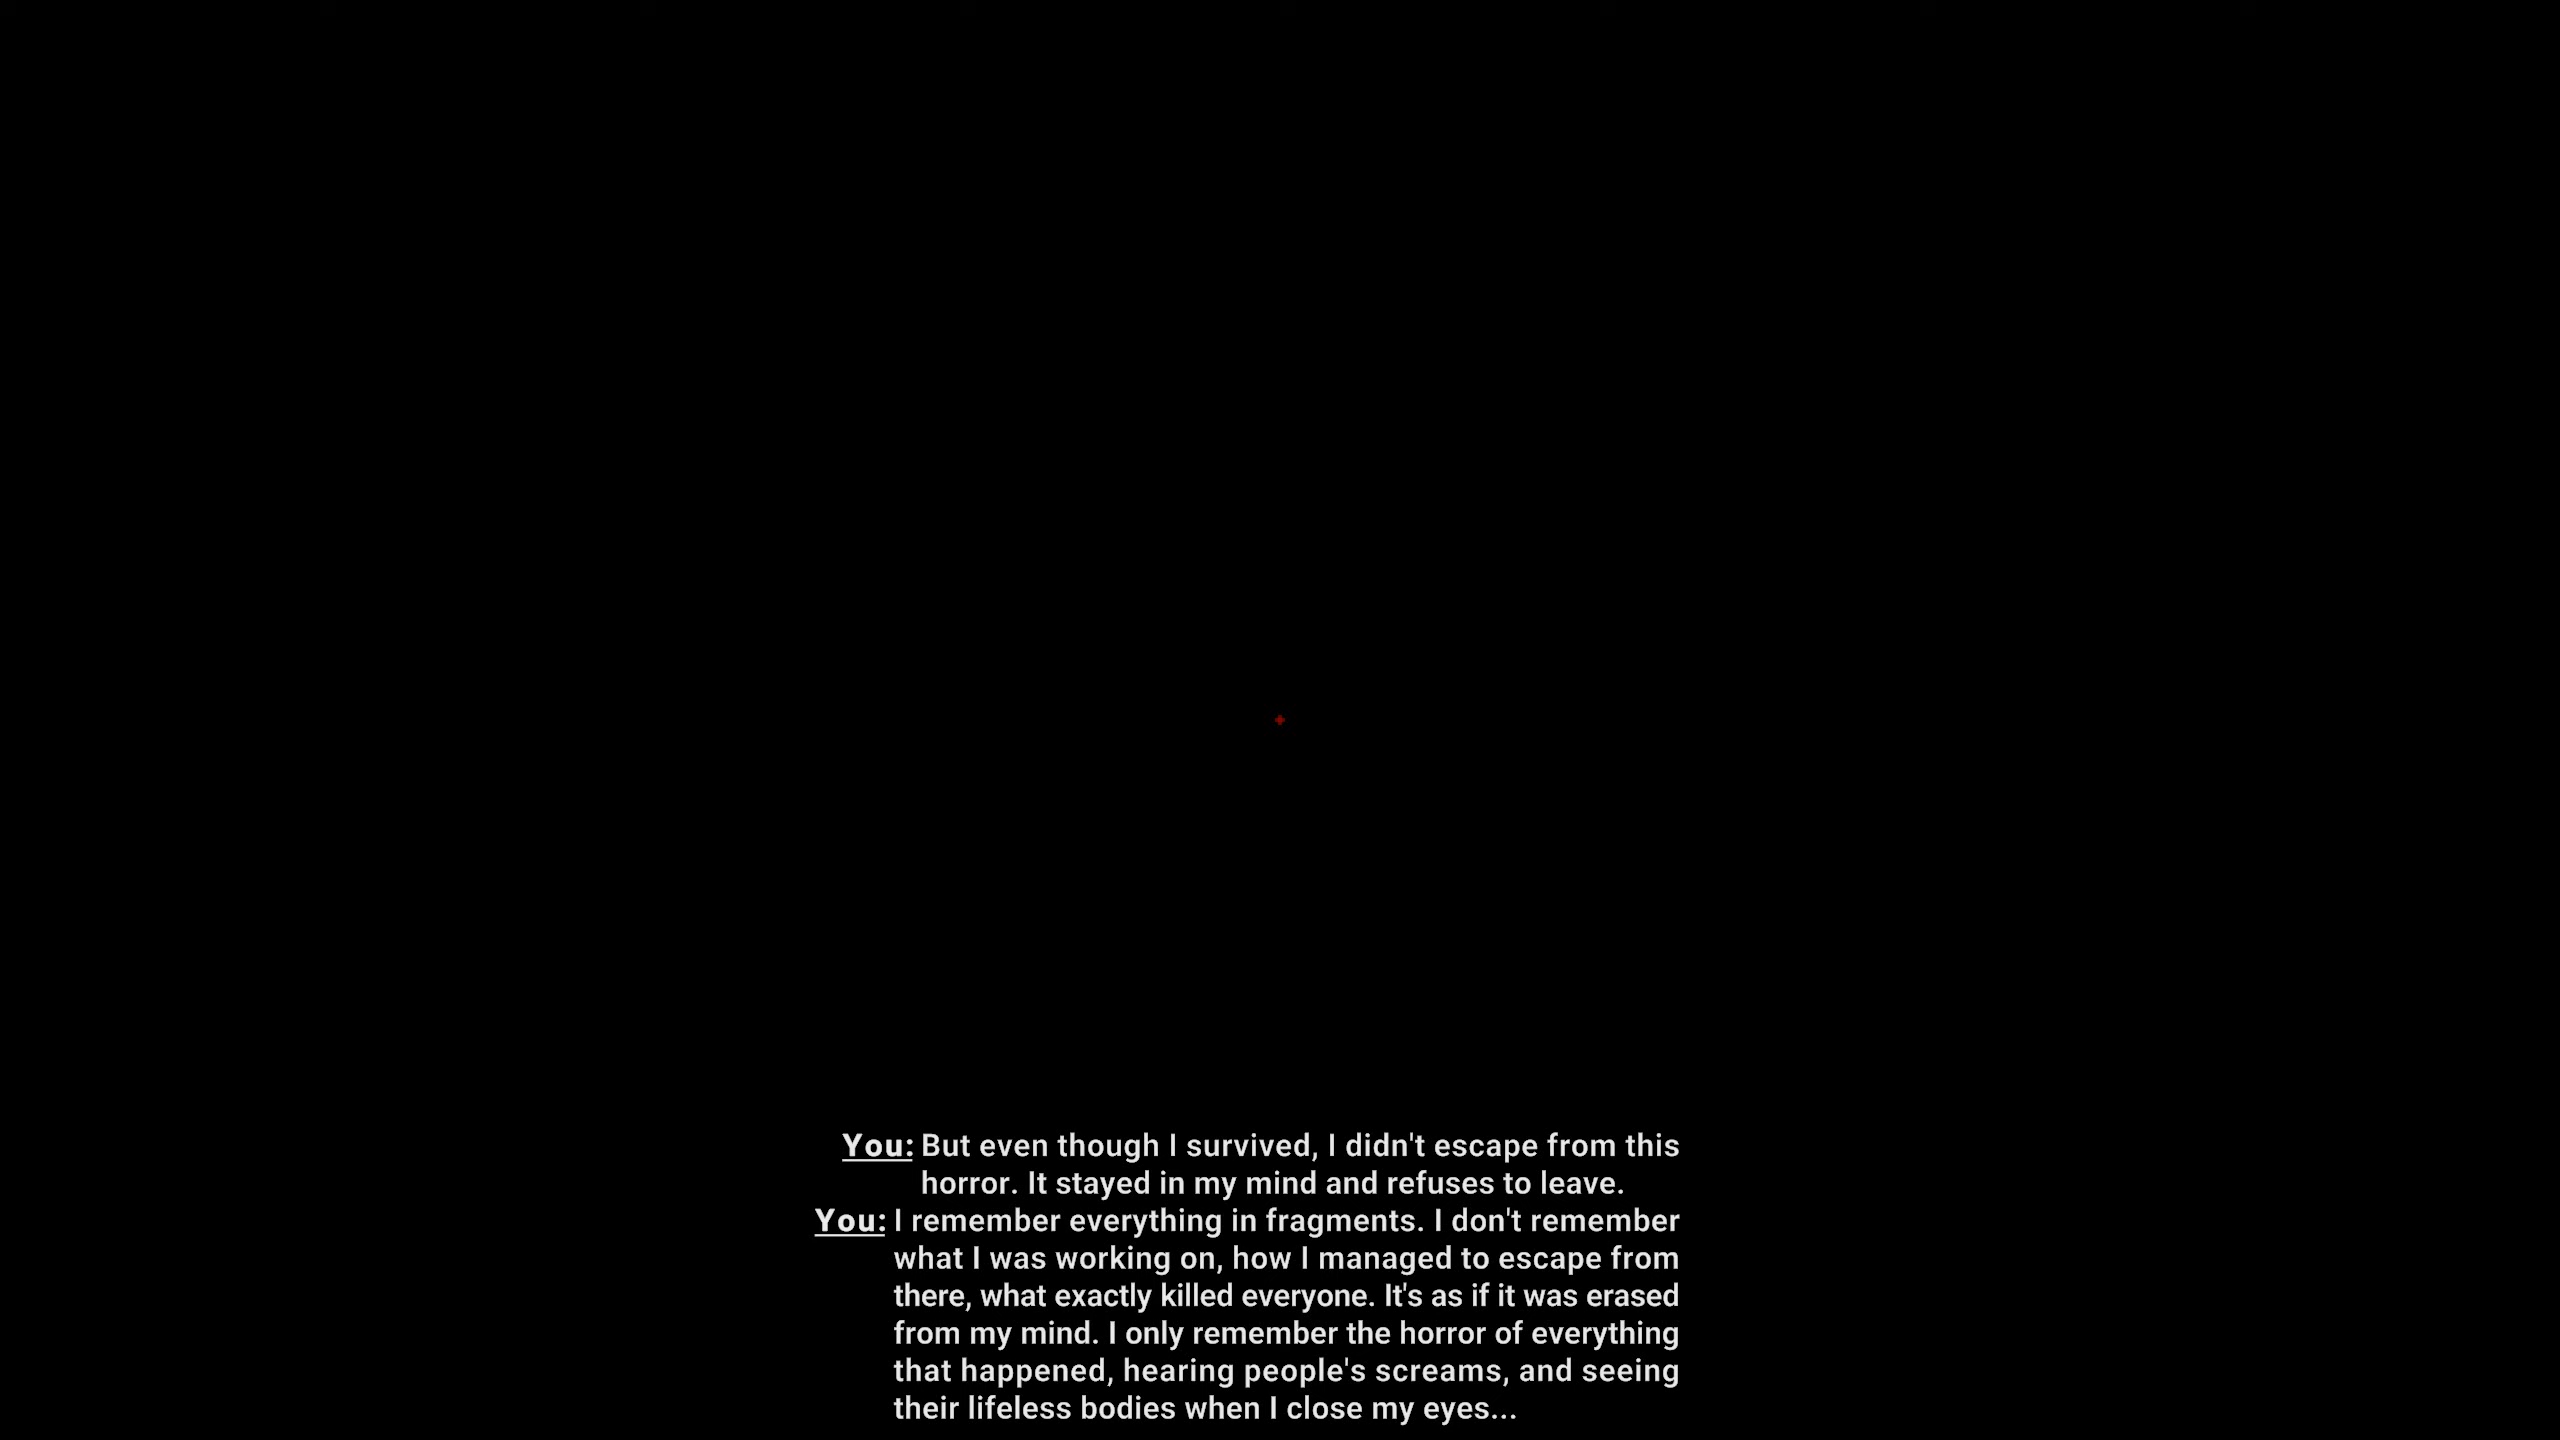 You: But even though I survived, I didn't escape from this
horror. It stayed in my mind and refuses to leave.
You: I remember everything in fragments. I don't remember
what I was working on, how I managed to escape from
there, what exactly killed everyone. It's as if it was erased
from my mind. I only remember the horror of everything
that happened, hearing people's screams, and seeing
their lifeless bodies when I close my eyes...